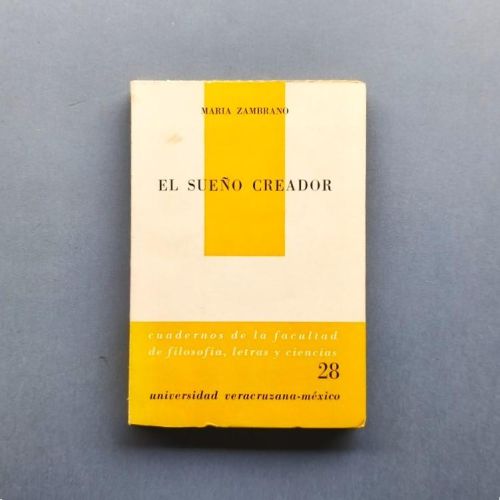 MARIA ZAMBRANO
EL SUEÑO CREADOR
cuadernos de la facultad
de filosofía, letras y ciencias
28
universidad veracruzana-méxico